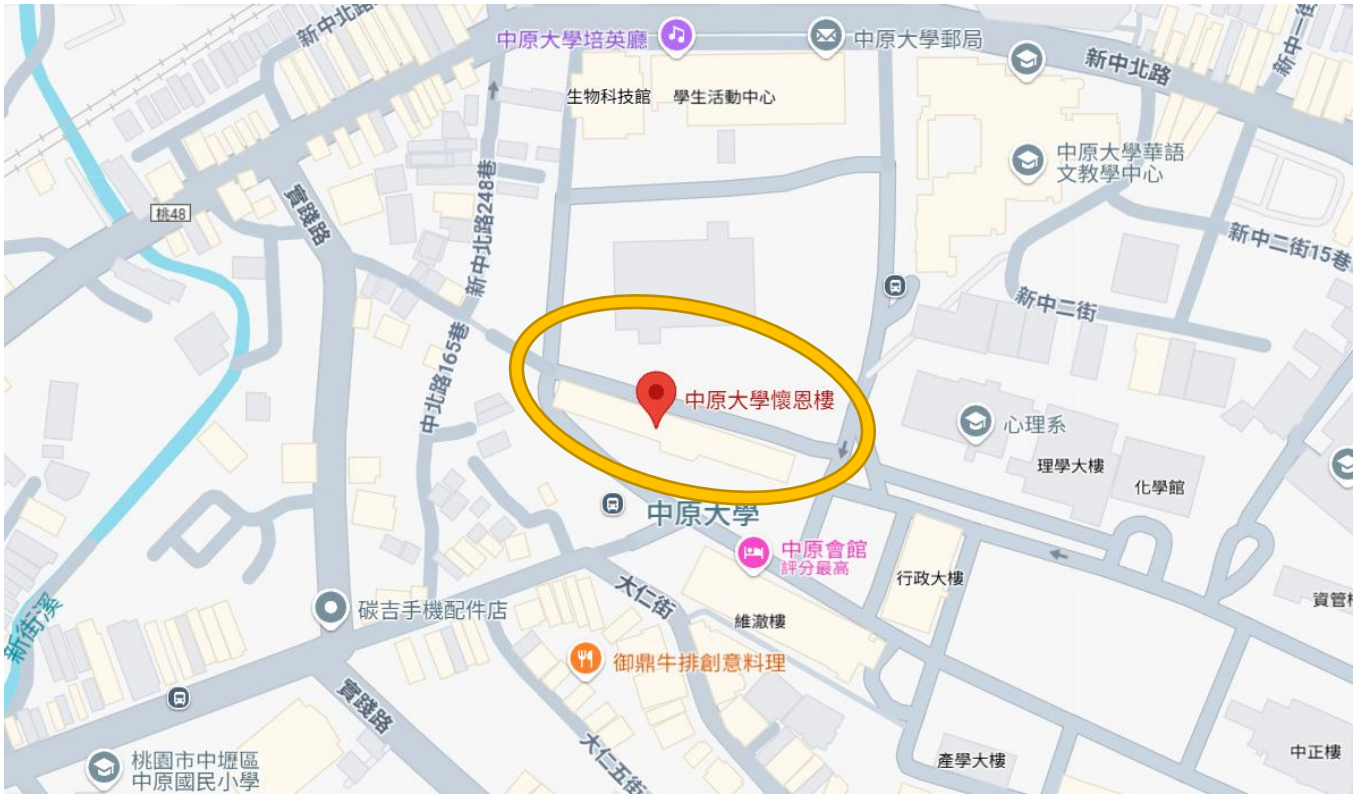 新中北路
中原大學培英廳
中原大學郵局
新中北路
新中一街
生物科技館
學生活動中心
中原大學華語
文教學中心
新中北路248巷
桃48
實踐路
新中二街15巷
新中二街
中北路165巷
中原大學懷恩樓
心理系
理學大樓
化學館
中原大學
中原會館
評分最高
行政大樓
大仁街
碳吉手機配件店
維澈樓
新街溪
御鼎牛排創意料理
實踐路
大仁五街
桃園市中壢區
中原國民小學
產學大樓
中正樓
資管